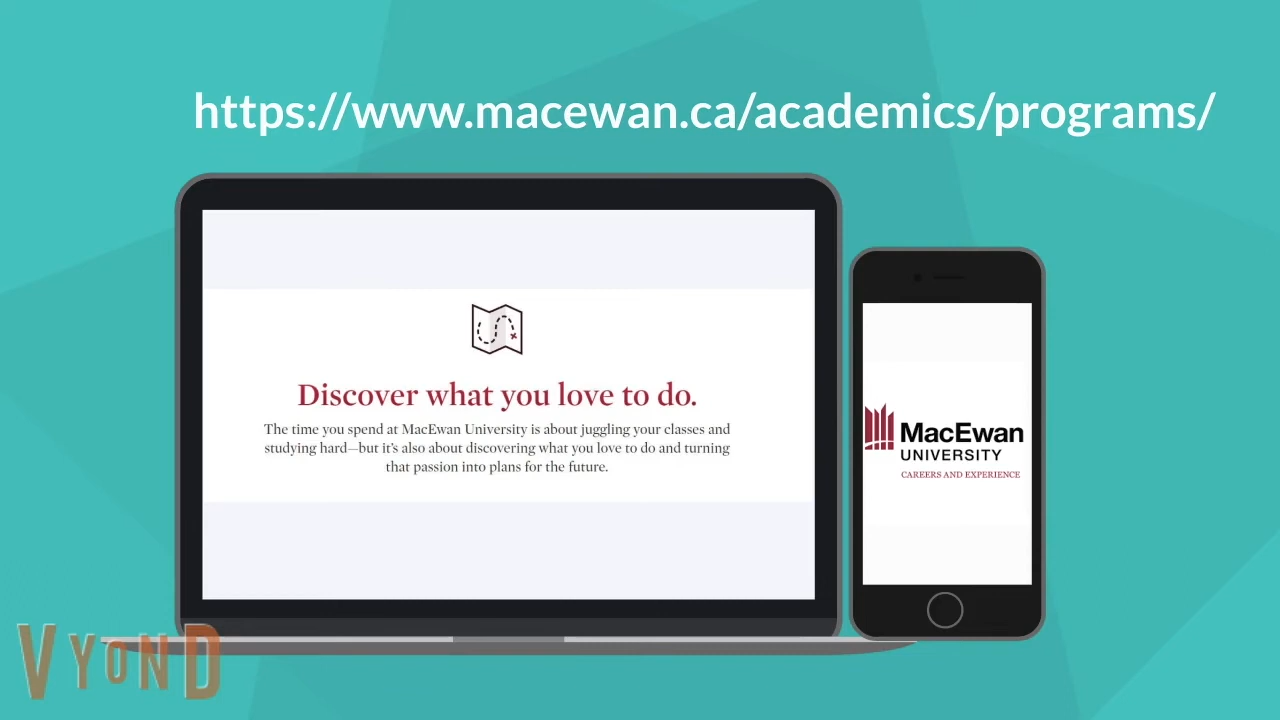 https://www.macewan.ca/academics/programs/
Discover what you love to do.
The time you spend at MacEwan University is about juggling your classes and
studying hard—but it's also about discovering what you love to do and turning
that passion into plans for the future.
MacEwan
UNIVERSITY
CAREERS AND EXPERIENCE
VYOND